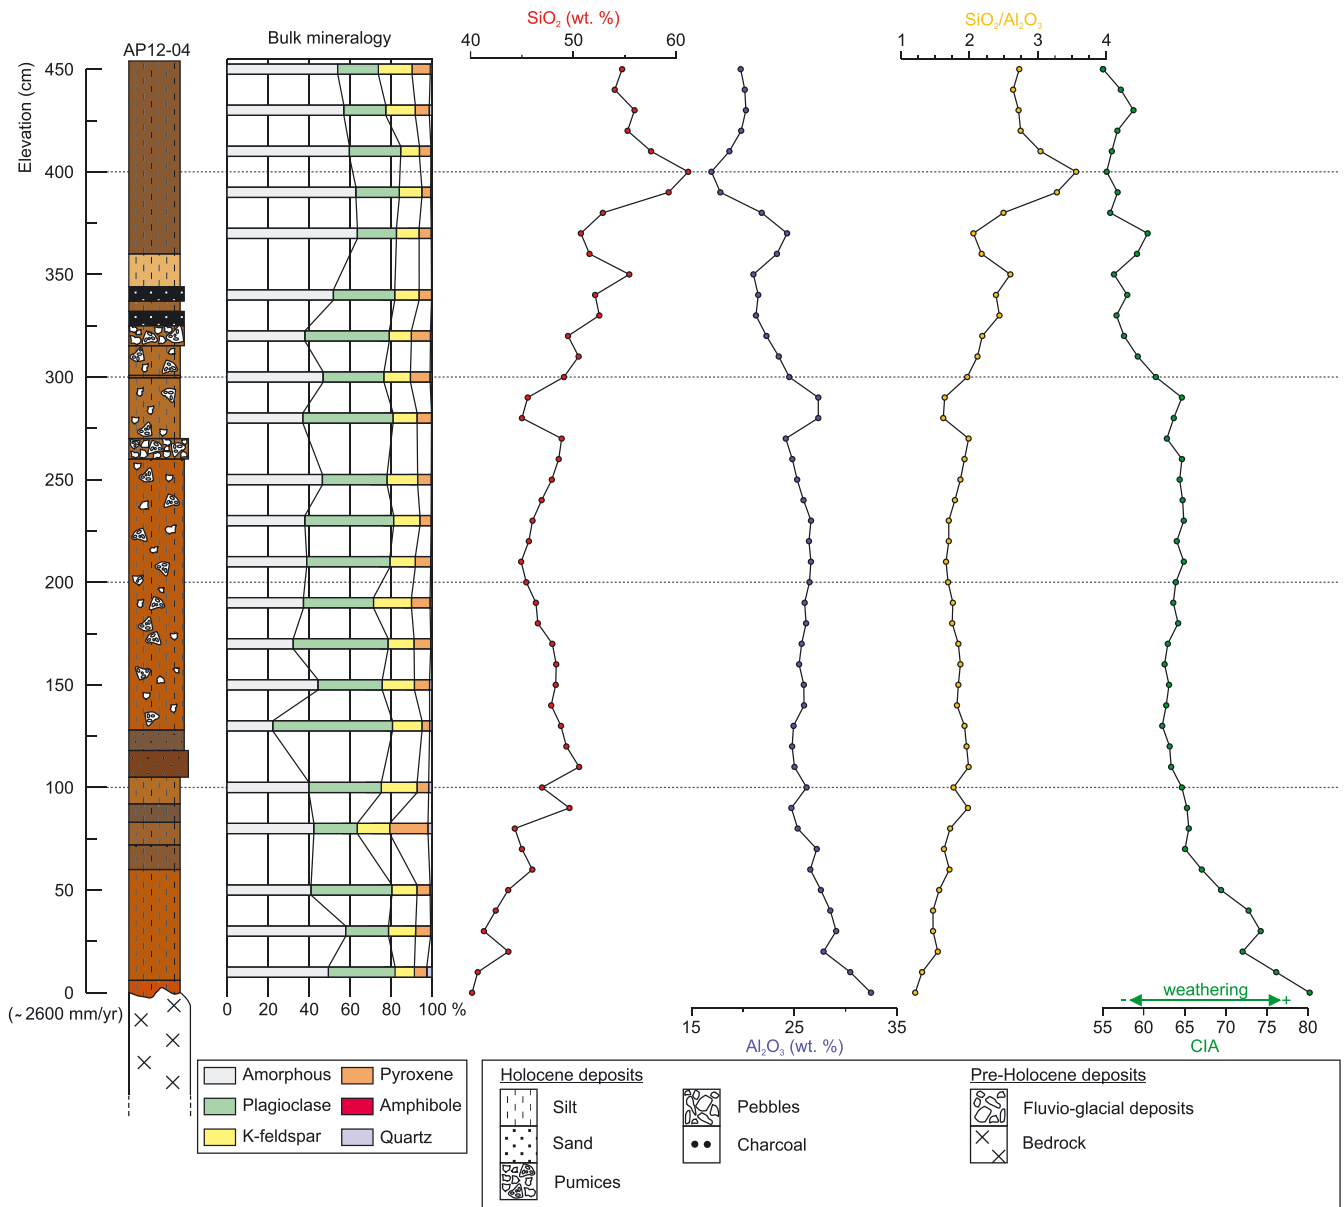 SiO2 (wt. %)
SiO2/Al2O3
Bulk mineralogy
AP12-04
40 50 60
1 2 3 4
Elevation (cm)
450
400
350
300
250
200
150
100
50
0
(~2600 mm/yr)
0 20 40 60 80 100 %
weathering
- +
15 25 35
Al2O3 (wt. %)
55 60 65 70 75 80
CIA
Amorphous
Pyroxene
Plagioclase
Amphibole
K-feldspar
Quartz
Holocene deposits
Silt
Sand
Pumices
Pebbles
Charcoal
Pre-Holocene deposits
Fluvio-glacial deposits
Bedrock